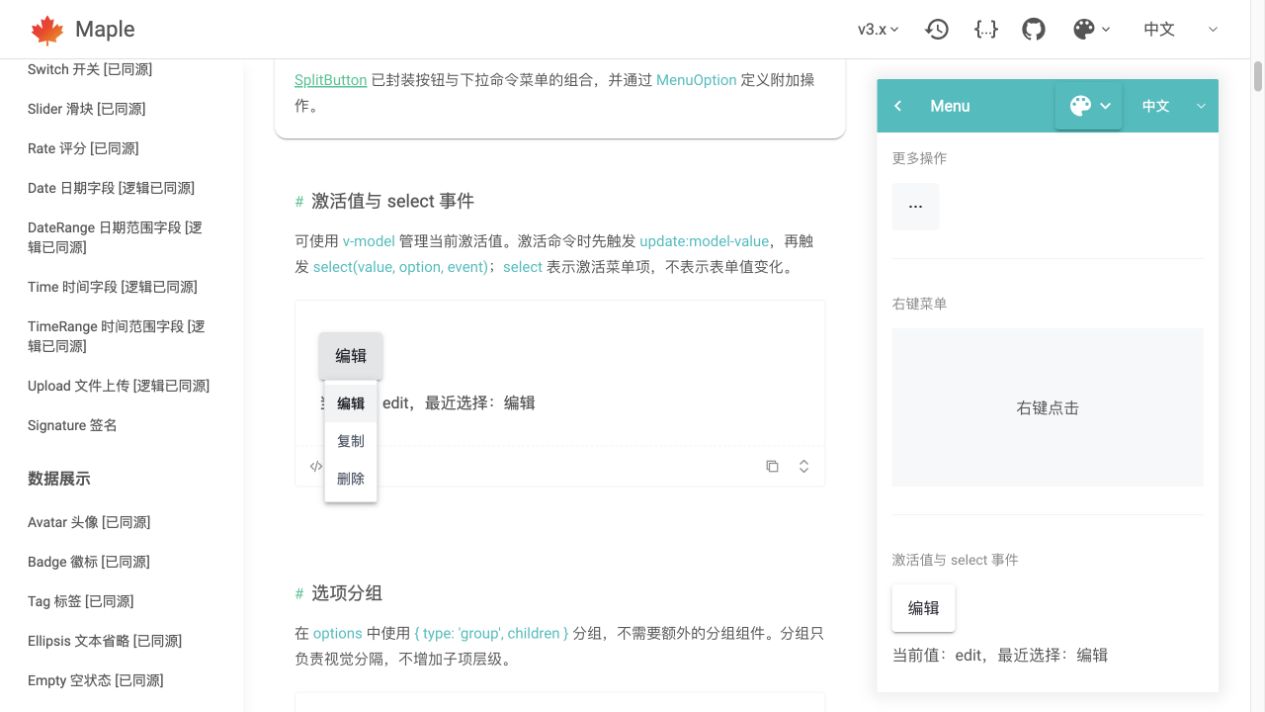 Maple
v3.x
中文
Switch 开关 [已同源]
Slider 滑块 [已同源]
Rate 评分 [已同源]
Date 日期字段 [逻辑已同源]
DateRange 日期范围字段 [逻
辑已同源]
Time 时间字段 [逻辑已同源]
TimeRange 时间范围字段 [逻
辑已同源]
Upload 文件上传 [逻辑已同源]
Signature 签名
数据展示
Avatar 头像 [已同源]
Badge 徽标 [已同源]
Tag 标签 [已同源]
Ellipsis 文本省略 [已同源]
Empty 空状态 [已同源]
SplitButton 已封装按钮与下拉命令菜单的组合，并通过 MenuOption 定义附加操
作。
# 激活值与 select 事件
可使用 v-model 管理当前激活值。激活命令时先触发 update:model-value，再触
发 select(value, option, event)；select 表示激活菜单项，不表示表单值变化。
编辑
编辑
edit，最近选择：编辑
复制
删除
# 选项分组
在 options 中使用 { type: 'group', children } 分组，不需要额外的分组组件。分组只
负责视觉分隔，不增加子项层级。
Menu
中文
更多操作
...
右键菜单
右键点击
激活值与 select 事件
编辑
当前值：edit，最近选择：编辑